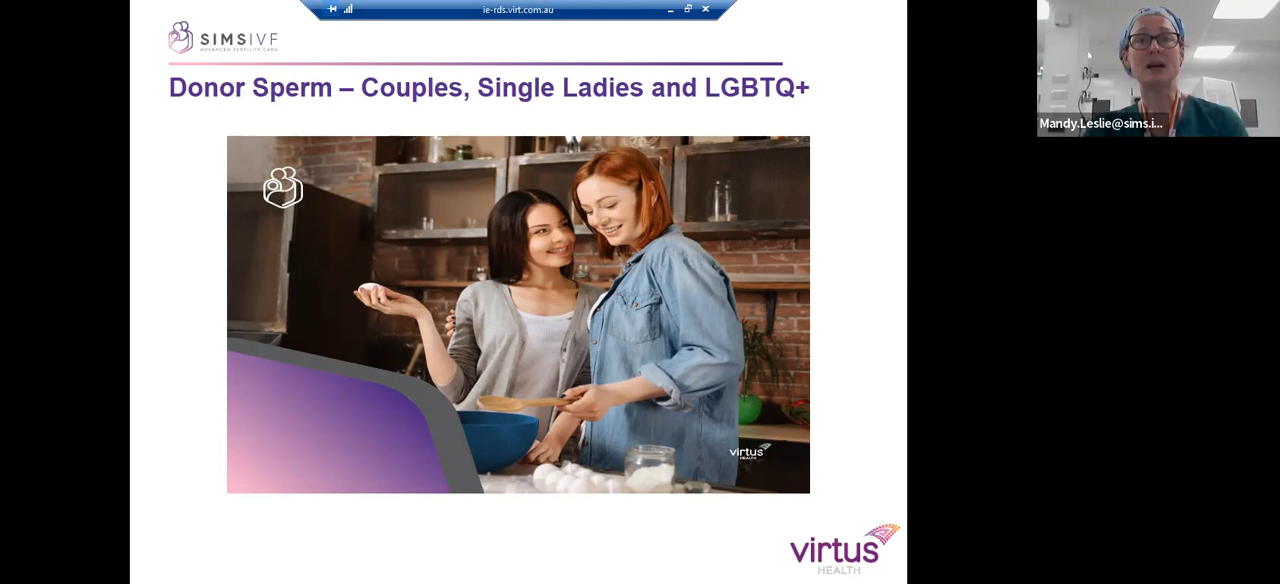 ie-rds.virt.com.au
SIMSIVF
ADVANCED FERTILITY CARE
Donor Sperm – Couples, Single Ladies and LGBTQ+
Mandy.Leslie@sims.i...
virtus
HEALTH
virtus
HEALTH